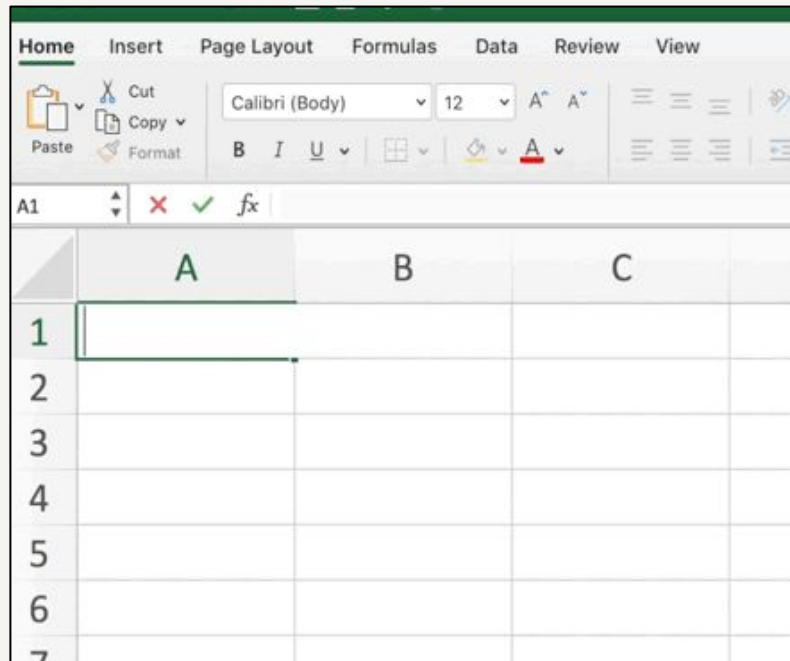 Home Insert Page Layout Formulas Data Review View
Cut
Copy
Paste
Format
Calibri (Body) 12 A A
B I U A
A1 fx
A B C
1
2
3
4
5
6
7